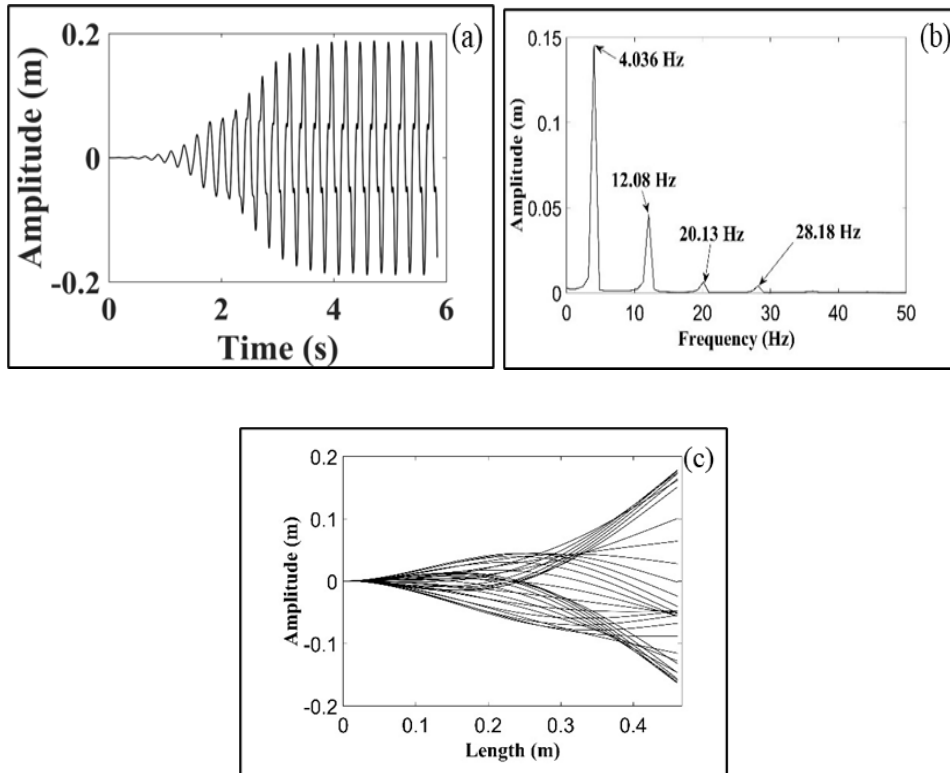 (a)
0.2
0
-0.2
0 2 4 6
Amplitude (m)
Time (s)
(b)
0.15
0.1
0.05
0
0 10 20 30 40 50
Amplitude (m)
Frequency (Hz)
4.036 Hz
12.08 Hz
20.13 Hz
28.18 Hz
(c)
0.2
0.1
0
-0.1
-0.2
0 0.1 0.2 0.3 0.4
Amplitude (m)
Length (m)